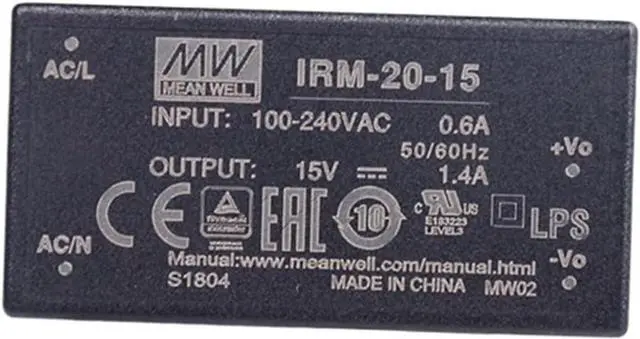 AC/L
MW
MEAN WELL
IRM-20-15
INPUT: 100-240VAC 0.6A
50/60Hz
+Vo
OUTPUT: 15V 1.4A
CE
EAC
10
c UL US
E183223
LEVEL3
LPS
AC/N
-Vo
Manual:www.meanwell.com/manual.html
S1804 MADE IN CHINA MW02